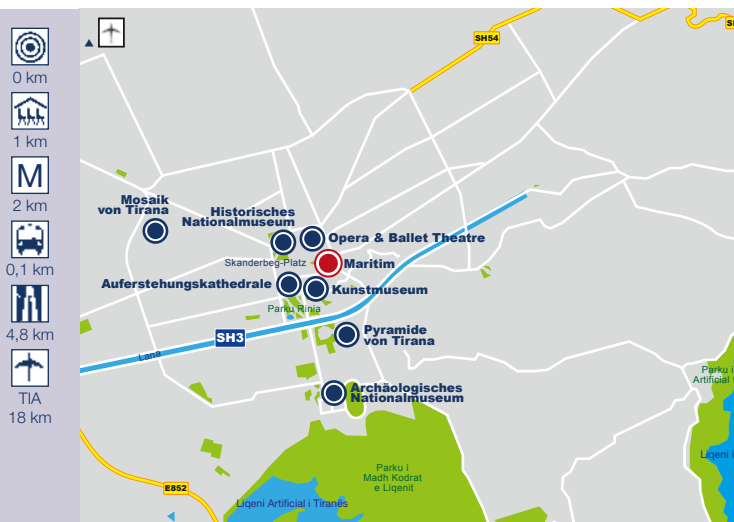 0 km
1 km
M
2 km
0,1 km
4,8 km
TIA
18 km
SH54
Mosaik
von Tirana
Historisches
Nationalmuseum
Opera & Ballet Theatre
Skanderbeg-Platz
Maritim
Auferstehungskathedrale
Kunstmuseum
Parku Rinia
SH3
Lana
Pyramide
von Tirana
Archäologisches
Nationalmuseum
Parku i
Artificial
Parku i
Madh Kodrat
e Liqenit
Liqeni
E852
Liqeni Artificial i Tiranës